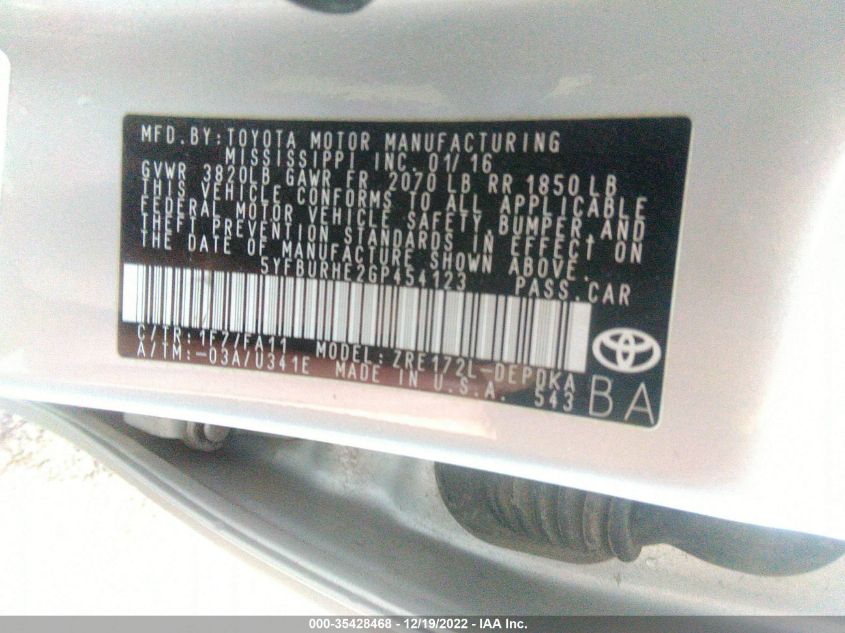 MFD.BY:TOYOTA MOTOR MANUFACTURING
MISSISSIPPI INC. 01/16
GVWR 3820LB GAWR FR 2070 LB RR 1850 LB
THIS VEHICLE CONFORMS TO ALL APPLICABLE
FEDERAL MOTOR VEHICLE SAFETY, BUMPER, AND
THEFT PREVENTION STANDARDS IN EFFECT ON
THE DATE OF MANUFACTURE SHOWN ABOVE.
5YFBURHE2GP454123 PASS.CAR
C/TR:1F7/FA11 MODEL:ZRE172L-DEPDKA
A/TM:-03A/U341E MADE IN U.S.A. 543
BA
000-35428468 - 12/19/2022 - IAA Inc.